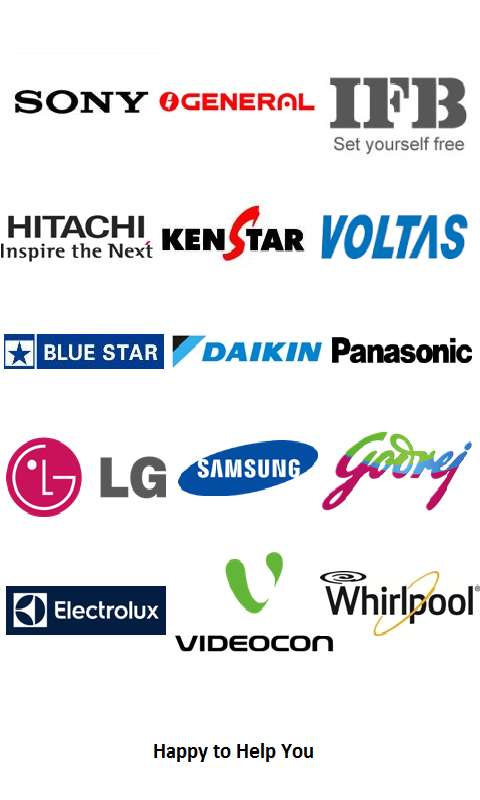 SONY GENERAL IFB
Set yourself free
HITACHI KENSTAR VOLTAS
Inspire the Next
BLUE STAR DAIKIN Panasonic
LG LG SAMSUNG Godrej
Electrolux VIDEOCON Whirlpool®
Happy to Help You